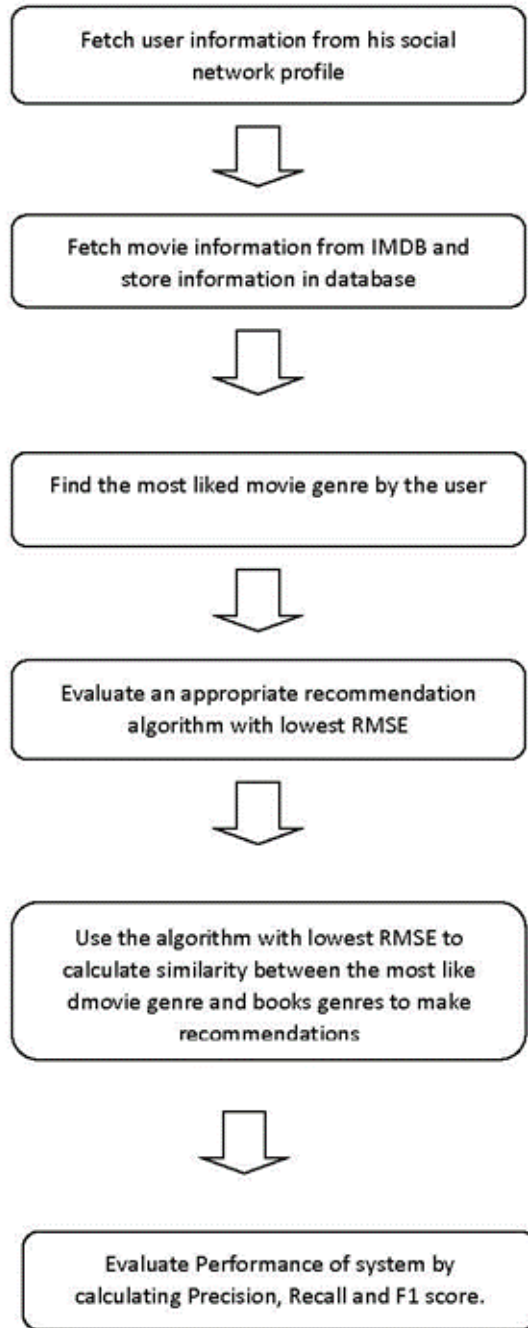 Fetch user information from his social
network profile
Fetch movie information from IMDB and
store information in database
Find the most liked movie genre by the user
Evaluate an appropriate recommendation
algorithm with lowest RMSE
Use the algorithm with lowest RMSE to
calculate similarity between the most like
dmovie genre and books genres to make
recommendations
Evaluate Performance of system by
calculating Precision, Recall and F1 score.